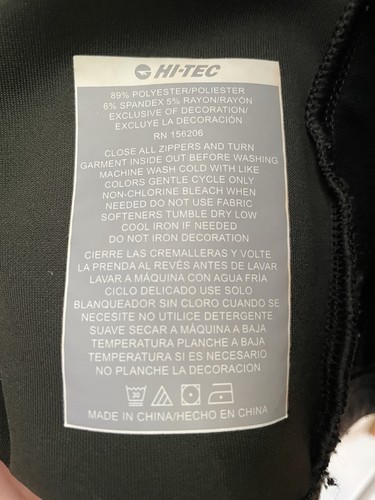 HI-TEC
89% POLYESTER/POLIESTER
6% SPANDEX 5% RAYON/RAYÓN
EXCLUSIVE OF DECORATION/
EXCLUYE LA DECORACIÓN
RN 156206
CLOSE ALL ZIPPERS AND TURN
GARMENT INSIDE OUT BEFORE WASHING
MACHINE WASH COLD WITH LIKE
COLORS GENTLE CYCLE ONLY
NON-CHLORINE BLEACH WHEN
NEEDED DO NOT USE FABRIC
SOFTENERS TUMBLE DRY LOW
COOL IRON IF NEEDED
DO NOT IRON DECORATION
CIERRE LAS CREMALLERAS Y VOLTE
LA PRENDA AL REVÉS ANTES DE LAVAR
LAVAR A MÁQUINA CON AGUA FRÍA
CICLO DELICADO USE SOLO
BLANQUEADOR SIN CLORO CUANDO SE
NECESITE NO UTILICE DETERGENTE
SUAVE SECAR A MÁQUINA A BAJA
TEMPERATURA PLANCHE A BAJA
TEMPERATURA SI ES NECESARIO
NO PLANCHE LA DECORACIÓN
30
MADE IN CHINA/HECHO EN CHINA